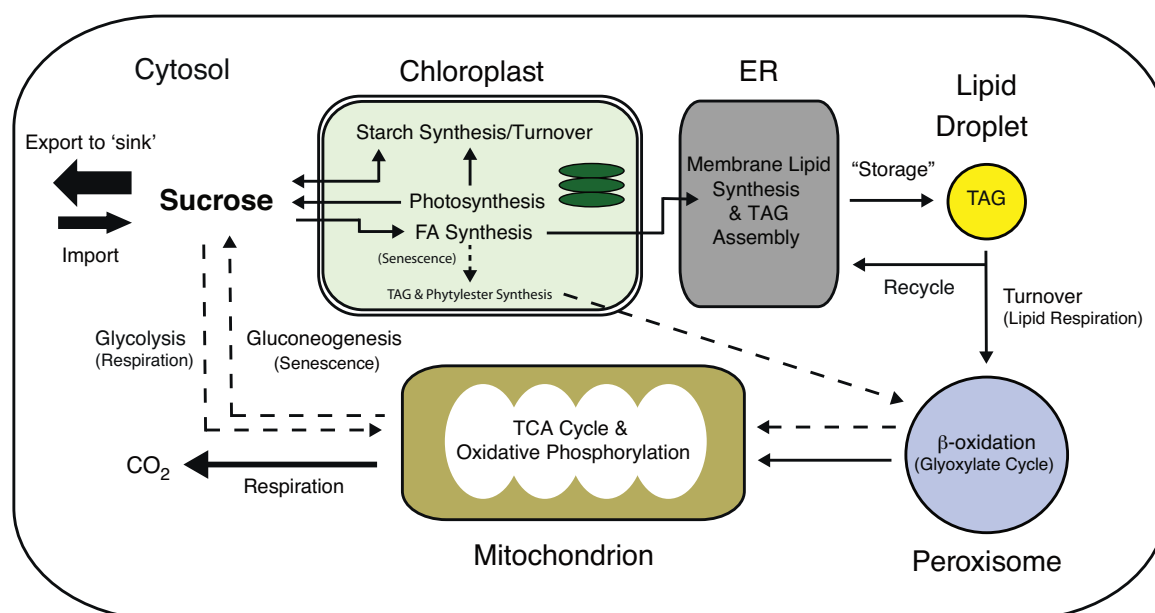 Cytosol
Chloroplast
ER
Lipid
Droplet
Export to ‘sink’
Import
Sucrose
Starch Synthesis/Turnover
Photosynthesis
FA Synthesis
(Senescence)
TAG & Phytylester Synthesis
Membrane Lipid
Synthesis
& TAG
Assembly
“Storage”
TAG
Recycle
Turnover
(Lipid Respiration)
Glycolysis
(Respiration)
Gluconeogenesis
(Senescence)
TCA Cycle &
Oxidative Phosphorylation
β-oxidation
(Glyoxylate Cycle)
CO2
Respiration
Mitochondrion
Peroxisome